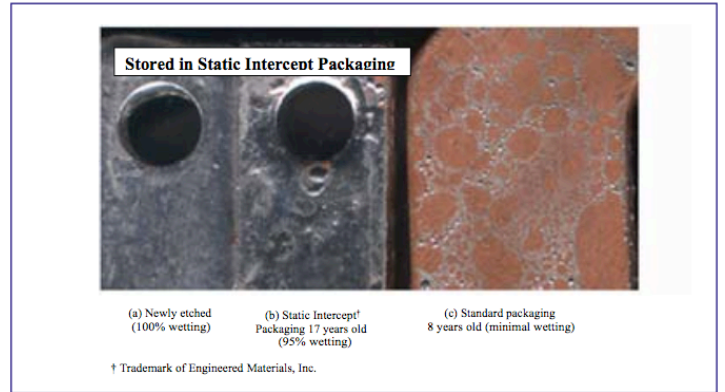 Stored in Static Intercept Packaging
(a) Newly etched
(100% wetting)
(b) Static Intercept†
Packaging 17 years old
(95% wetting)
(c) Standard packaging
8 years old (minimal wetting)
† Trademark of Engineered Materials, Inc.